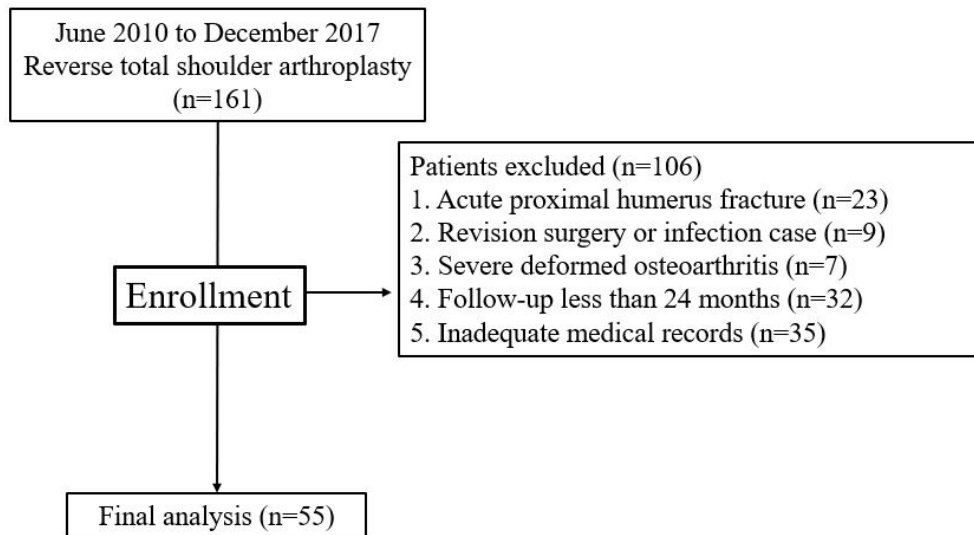 June 2010 to December 2017
Reverse total shoulder arthroplasty
(n=161)
Patients excluded (n=106)
1. Acute proximal humerus fracture (n=23)
2. Revision surgery or infection case (n=9)
3. Severe deformed osteoarthritis (n=7)
4. Follow-up less than 24 months (n=32)
5. Inadequate medical records (n=35)
Enrollment
Final analysis (n=55)